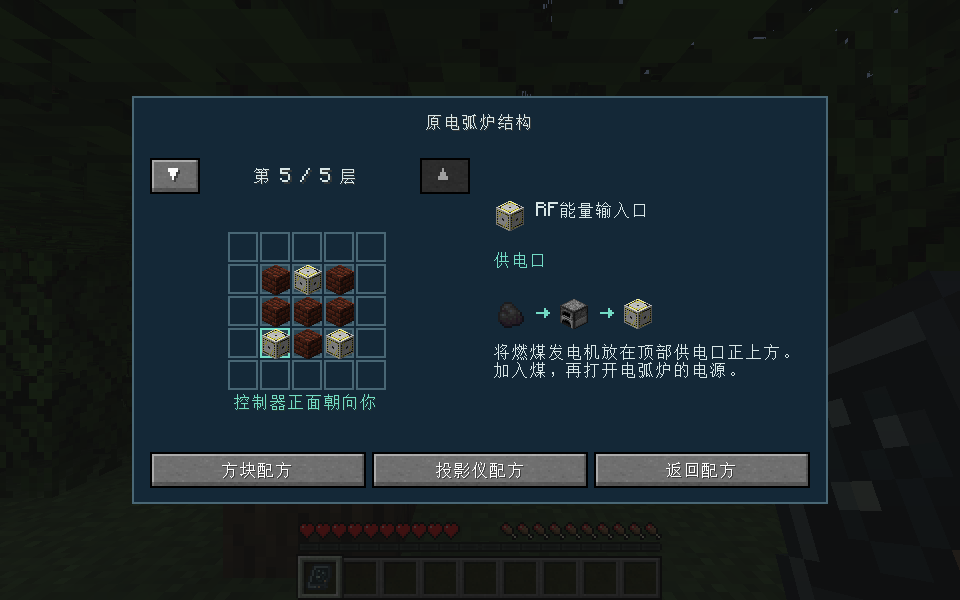 原电弧炉结构
第 5 / 5 层
RF能量输入口
供电口
将燃煤发电机放在顶部供电口正上方。
加入煤，再打开电弧炉的电源。
控制器正面朝向你
方块配方
投影仪配方
返回配方